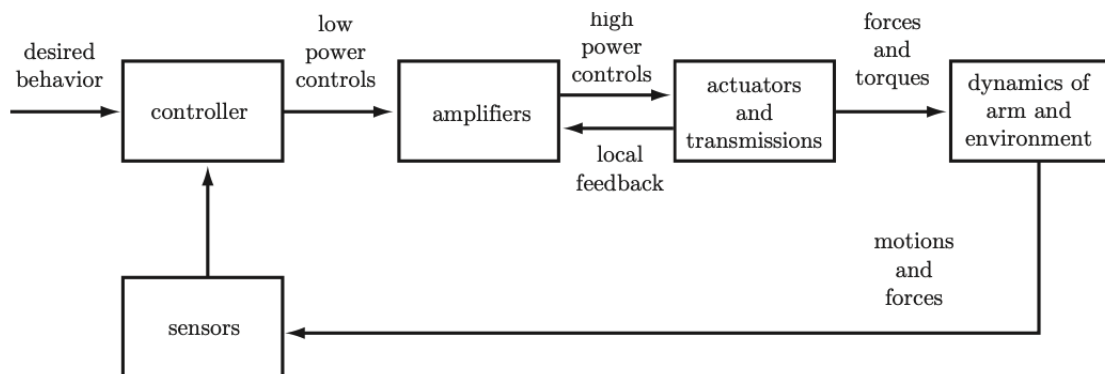 desired
behavior
controller
low
power
controls
amplifiers
high
power
controls
local
feedback
actuators
and
transmissions
forces
and
torques
dynamics of
arm and
environment
motions
and
forces
sensors